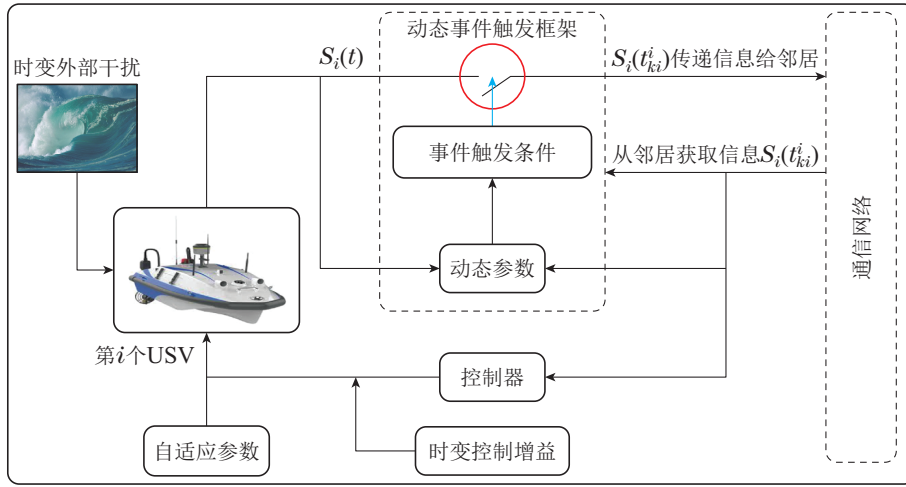 动态事件触发框架
时变外部干扰
S_i(t)
S_i(t_{ki}^i)传递信息给邻居
事件触发条件
从邻居获取信息S_i(t_{ki}^i)
通信网络
动态参数
第i个USV
控制器
自适应参数
时变控制增益